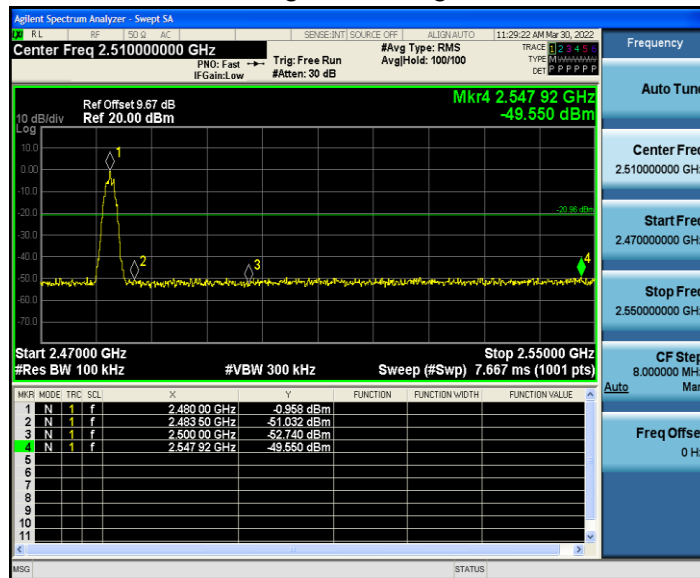 Agilent Spectrum Analyzer - Swept SA
RL RF 50 Ω AC SENSE:INT SOURCE OFF ALIGN AUTO 11:29:22 AM Mar 30, 2022
Center Freq 2.510000000 GHz #Avg Type: RMS TRACE 1 2 3 4 5 6
PNO: Fast Trig: Free Run Avg|Hold: 100/100 TYPE M
IFGain:Low #Atten: 30 dB DET P P P P P P
Mkr4 2.547 92 GHz
Ref Offset 9.67 dB
10 dB/div Ref 20.00 dBm -49.550 dBm
Log
10.0
0.00
-10.0
-20.0
-20.96 dBm
-30.0
-40.0
-50.0
-60.0
-70.0
1
2
3
4
Start 2.47000 GHz Stop 2.55000 GHz
#Res BW 100 kHz #VBW 300 kHz Sweep (#Swp) 7.667 ms (1001 pts)
MKR MODE TRC SCL X Y FUNCTION FUNCTION WIDTH FUNCTION VALUE
1 N 1 f 2.480 00 GHz -0.958 dBm
2 N 1 f 2.483 50 GHz -51.032 dBm
3 N 1 f 2.500 00 GHz -52.740 dBm
4 N 1 f 2.547 92 GHz -49.550 dBm
5
6
7
8
9
10
11
MSG STATUS
Frequency
Auto Tune
Center Freq
2.510000000 GHz
Start Freq
2.470000000 GHz
Stop Freq
2.550000000 GHz
CF Step
8.000000 MHz
Auto Man
Freq Offset
0 Hz